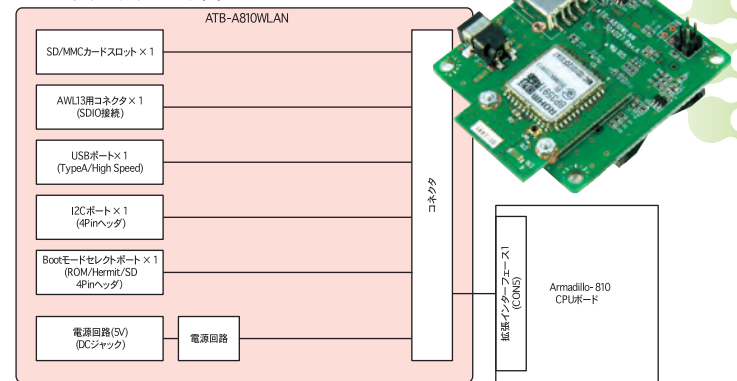 ATB-A810WLAN
SD/MMCカードスロット×1
AWL13用コネクタ×1
(SDIO接続)
USBポート×1
(TypeA/High Speed)
I2Cポート×1
(4Pinヘッダ)
Bootモードセレクトポート×1
(ROM/Hermit/SD
4Pinヘッダ)
電源回路(5V)
(DCジャック)
電源回路
コネクタ
拡張インターフェース1
(CON5)
Armadillo-810
CPUボード
ATB-A810WLAN
ROHM